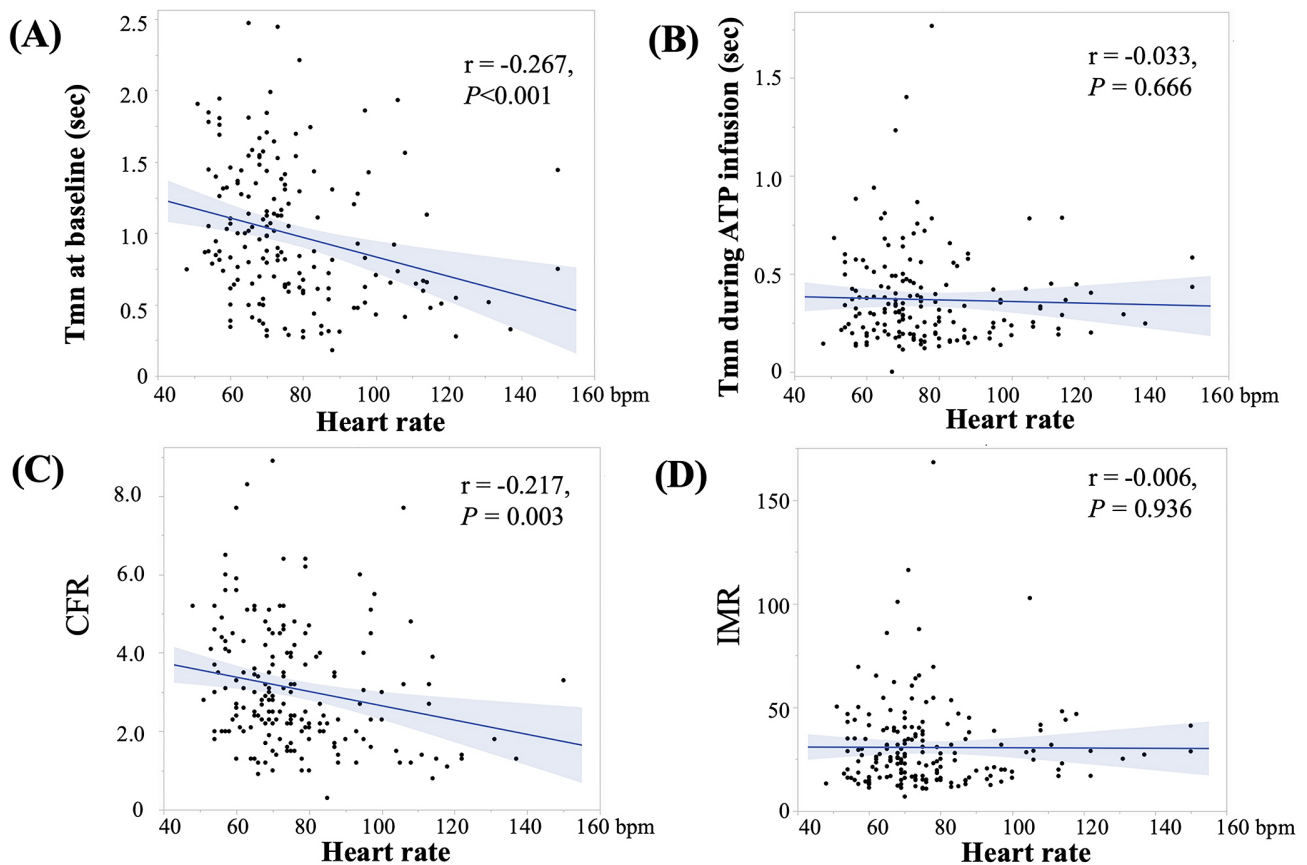 (A)
Tmn at baseline (sec)
2.5
2.0
1.5
1.0
0.5
0
r = -0.267,
P<0.001
40 60 80 100 120 140 160 bpm
Heart rate
(B)
Tmn during ATP infusion (sec)
1.5
1.0
0.5
0
r = -0.033,
P = 0.666
40 60 80 100 120 140 160 bpm
Heart rate
(C)
CFR
8.0
6.0
4.0
2.0
0
r = -0.217,
P = 0.003
40 60 80 100 120 140 160 bpm
Heart rate
(D)
IMR
150
100
50
0
r = -0.006,
P = 0.936
40 60 80 100 120 140 160 bpm
Heart rate